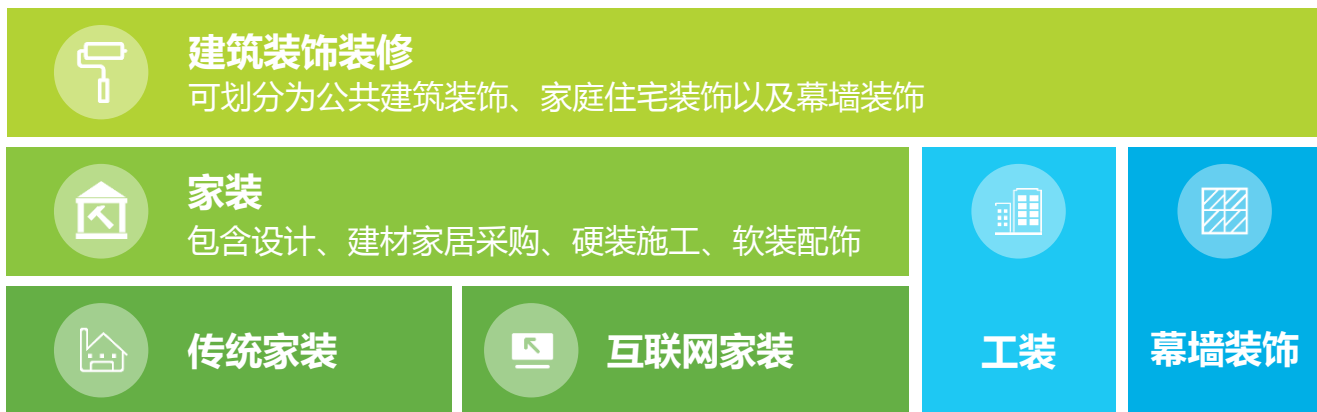 建筑装饰装修
可划分为公共建筑装饰、家庭住宅装饰以及幕墙装饰
家装
包含设计、建材家居采购、硬装施工、软装配饰
传统家装
互联网家装
工装
幕墙装饰